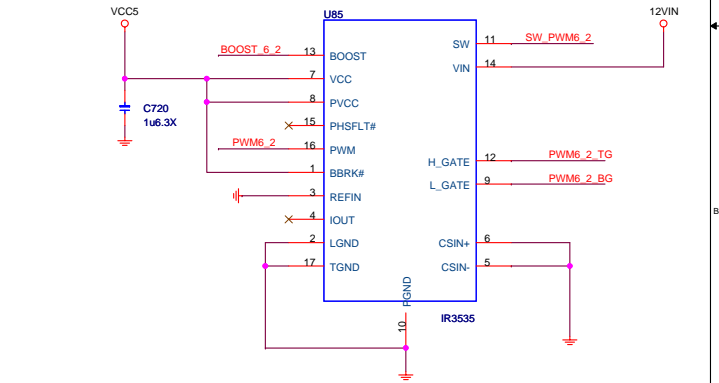 VCC5
U85
12VIN
BOOST_6_2
13
BOOST
SW
11
SW_PWM6_2
7
VCC
VIN
14
C720
1u6.3X
8
PVCC
15
PHSFLT#
PWM6_2
16
PWM
H_GATE
12
PWM6_2_TG
1
BBRK#
L_GATE
9
PWM6_2_BG
3
REFIN
B
4
IOUT
2
LGND
CSIN+
6
17
TGND
CSIN-
5
PGND
10
IR3535